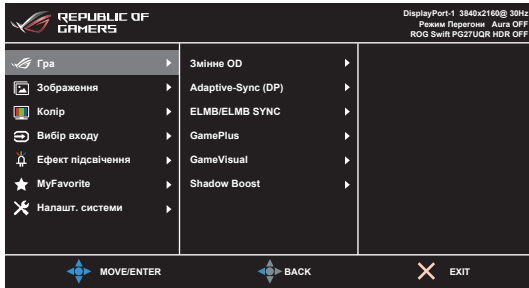 REPUBLIC OF
GAMERS
DisplayPort-1 3840x2160@ 30Hz
Режим Перегони Aura OFF
ROG Swift PG27UQR HDR OFF
Гра
Зображення
Колір
Вибір входу
Ефект підсвічення
MyFavorite
Налашт. системи
Змінне OD
Adaptive-Sync (DP)
ELMB/ELMB SYNC
GamePlus
GameVisual
Shadow Boost
MOVE/ENTER
BACK
EXIT